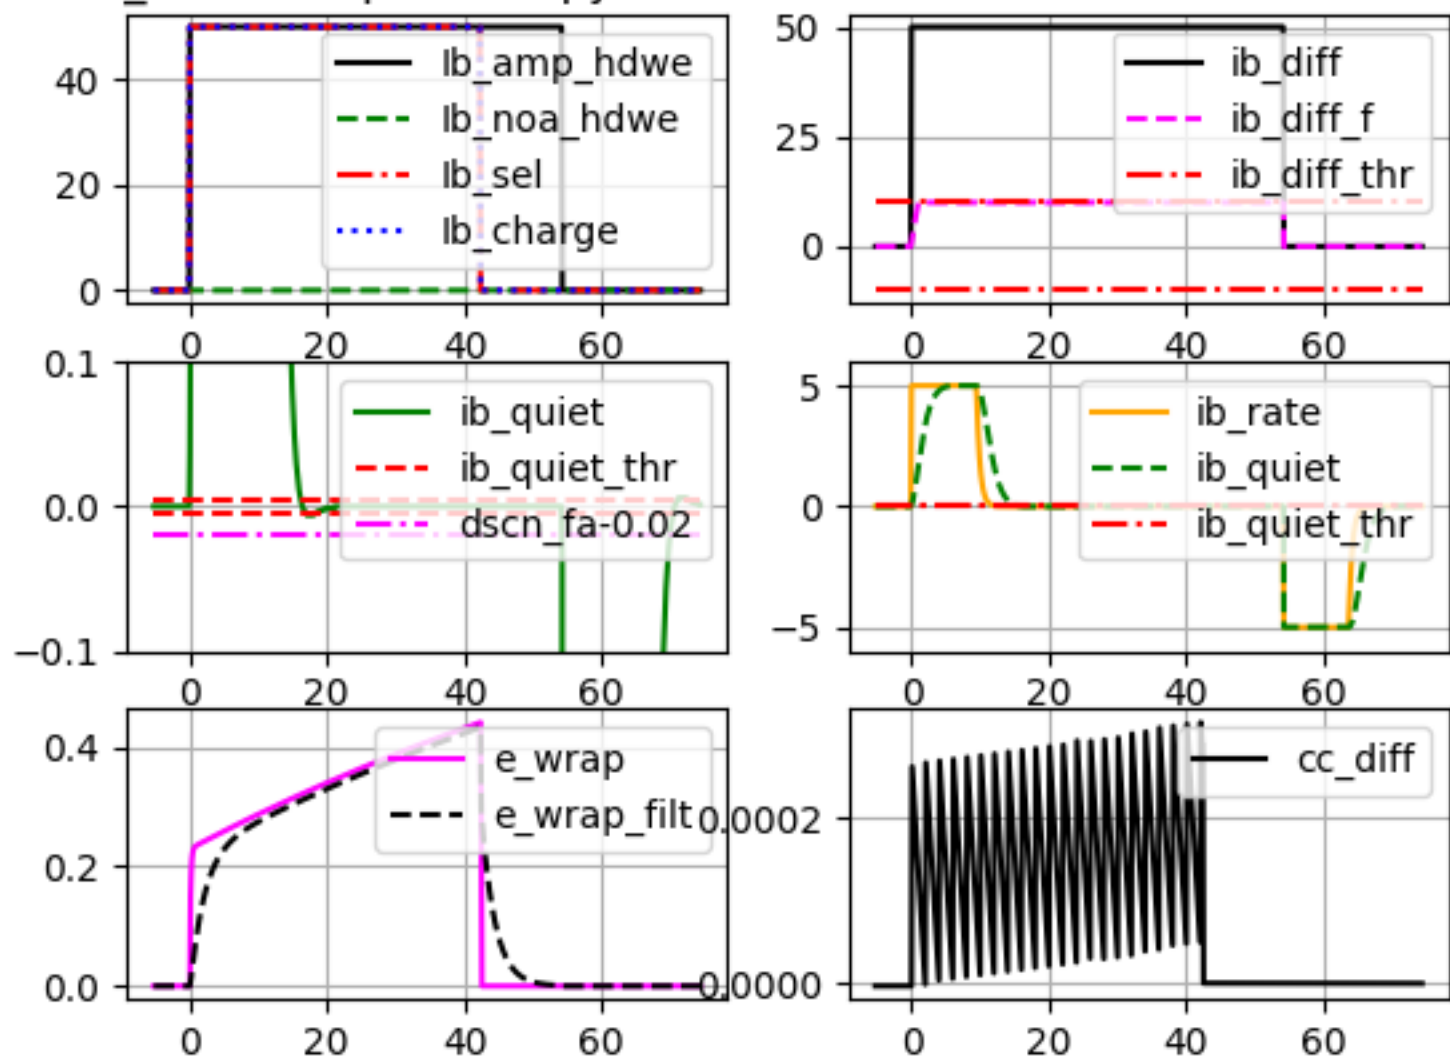 Ib_amp_hdwe
Ib_noa_hdwe
Ib_sel
Ib_charge
40
20
0
0 20 40 60
ib_diff
ib_diff_f
ib_diff_thr
50
25
0
0 20 40 60
ib_quiet
ib_quiet_thr
dscn_fa-0.02
0.1
0.0
−0.1
0 20 40 60
ib_rate
ib_quiet
ib_quiet_thr
5
0
−5
0 20 40 60
e_wrap
e_wrap_filt
0.4
0.2
0.0
0 20 40 60
cc_diff
0.0002
0.0000
0 20 40 60